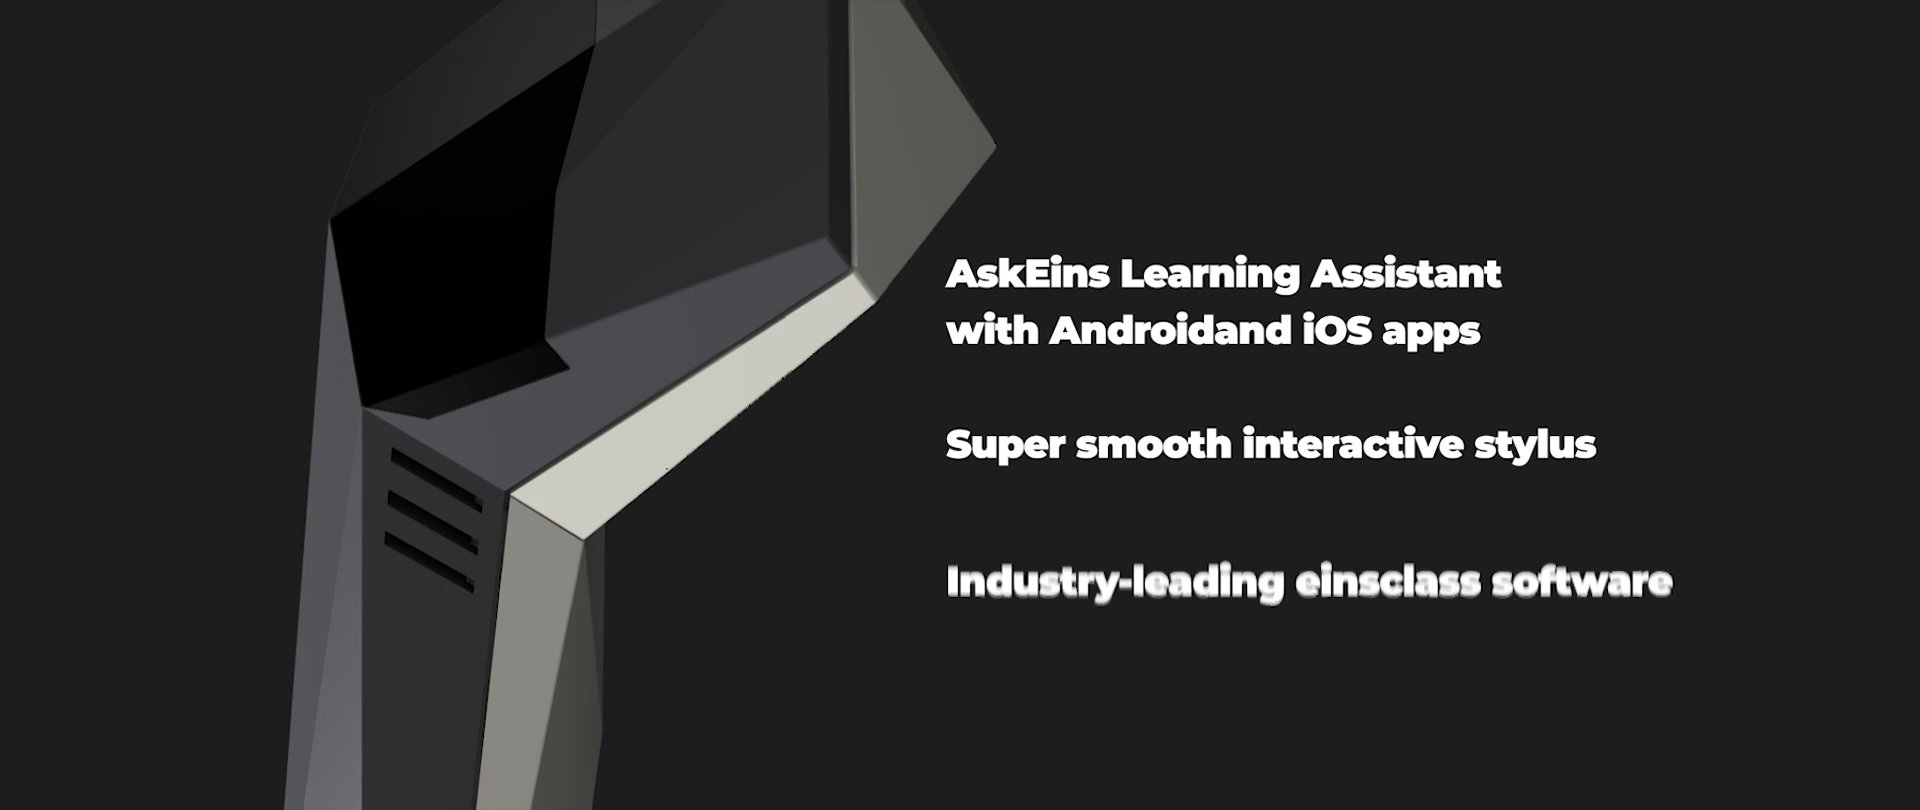 AskEins Learning Assistant
with Androidand iOS apps
Super smooth interactive stylus
Industry-leading einsclass software